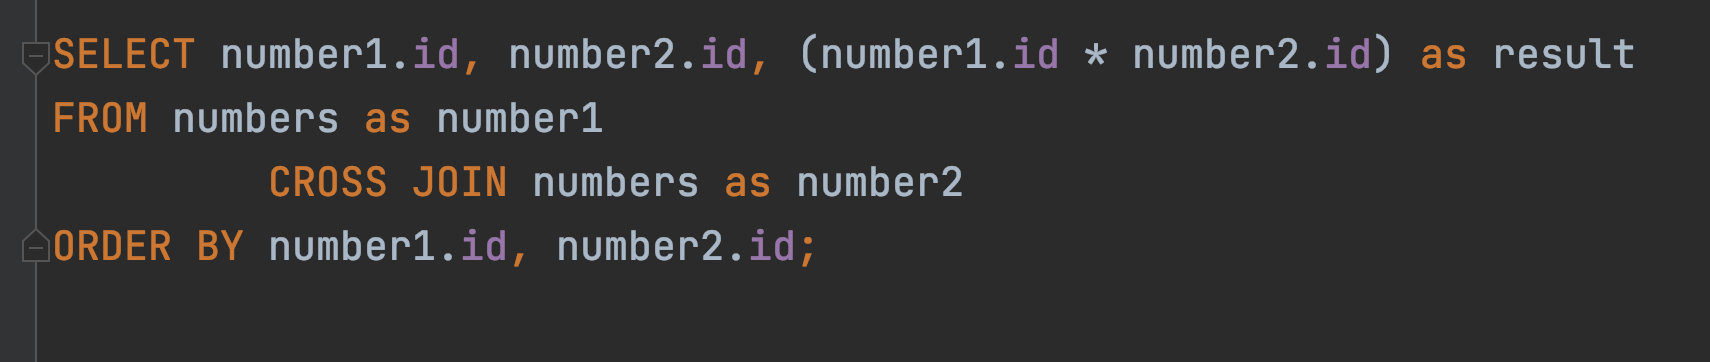 SELECT number1.id, number2.id, (number1.id * number2.id) as result
FROM numbers as number1
CROSS JOIN numbers as number2
ORDER BY number1.id, number2.id;